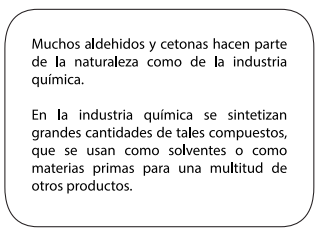 Muchos aldehidos y cetonas hacen parte
de la naturaleza como de la industria
química.
En la industria química se sintetizan
grandes cantidades de tales compuestos,
que se usan como solventes o como
materias primas para una multitud de
otros productos.